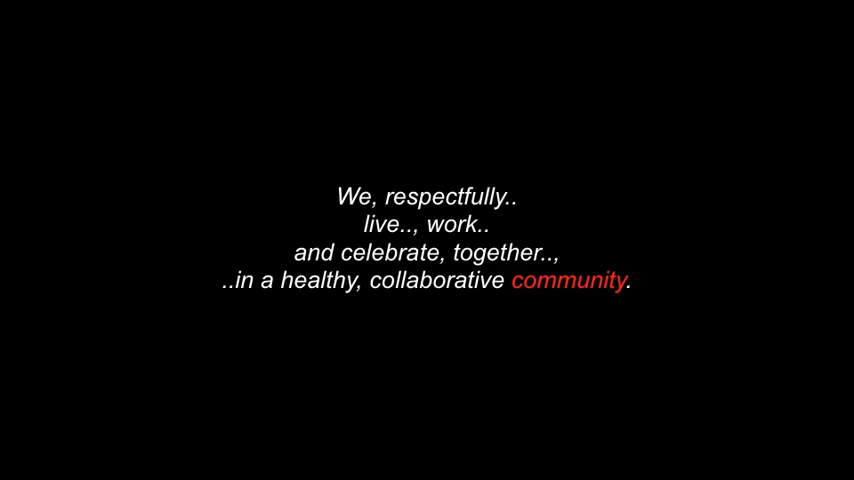 We, respectfully..
live.., work..
and celebrate, together..,
..in a healthy, collaborative community.